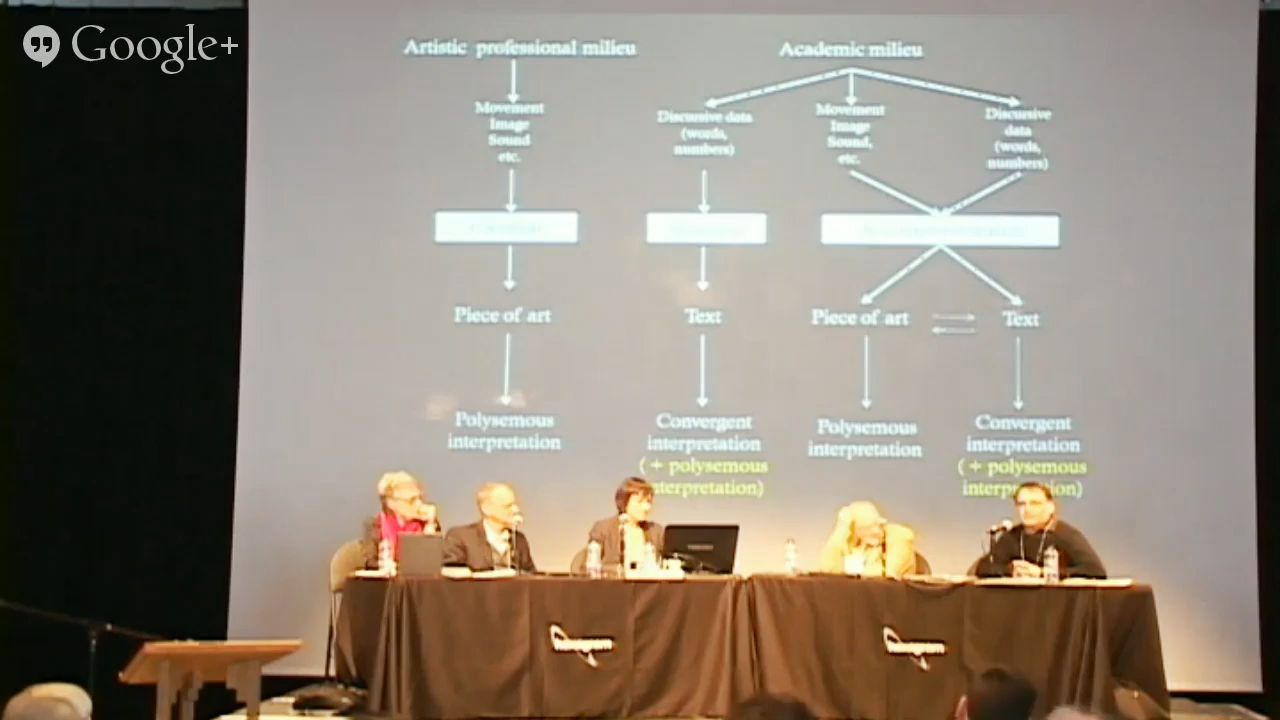 Google+
Artistic professional milieu
Academic milieu
Movement
Image
Sound
etc.
Discursive data
(words,
numbers)
Movement
Image
Sound,
etc.
Discursive
data
(words,
numbers)
Piece of art
Text
Piece of art
Text
Polysemous
interpretation
Convergent
interpretation
(+ polysemous
interpretation)
Polysemous
interpretation
Convergent
interpretation
(+ polysemous